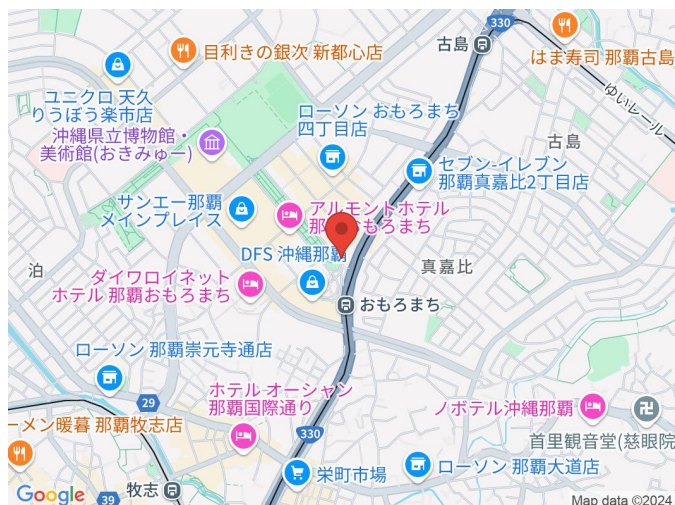 330
古島
目利きの銀次 新都心店
はま寿司 那覇古島
ユニクロ 天久
りうぼう楽市店
ゆいレール
ローソン おもろまち
四丁目店
沖縄県立博物館・
美術館(おきみゅー)
古島
セブン-イレブン
那覇真嘉比2丁目店
サンエー那覇
メインプレイス
アルモントホテル
那覇おもろまち
DFS 沖縄那覇
真嘉比
泊
ダイワロイネット
ホテル 那覇おもろまち
おもろまち
ローソン 那覇崇元寺通店
29
ホテル オーシャン
那覇国際通り
ノボテル沖縄那覇
ーメン暖暮 那覇牧志店
330
首里観音堂(慈眼院
栄町市場
ローソン 那覇大道店
牧志
39
Google
Map data ©2024